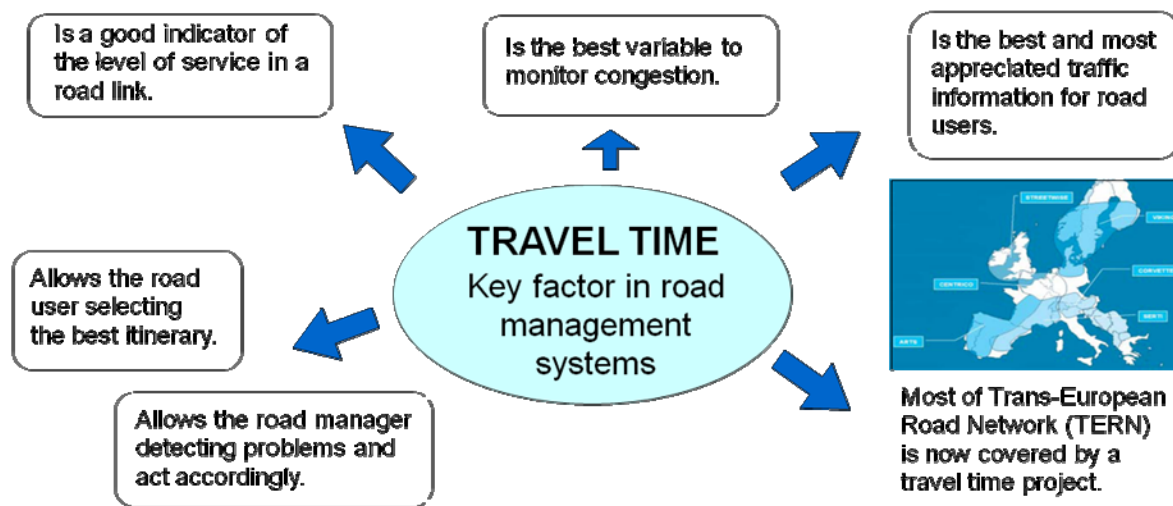 Is a good indicator of
the level of service in a
road link.
Is the best variable to
monitor congestion.
Is the best and most
appreciated traffic
information for road
users.
TRAVEL TIME
Key factor in road
management
systems
Allows the road
user selecting
the best itinerary.
Allows the road manager
detecting problems and
act accordingly.
STREETWISE
VIKING
CENTRICO
CORVETTE
SERTI
ARTS
Most of Trans-European
Road Network (TERN)
is now covered by a
travel time project.